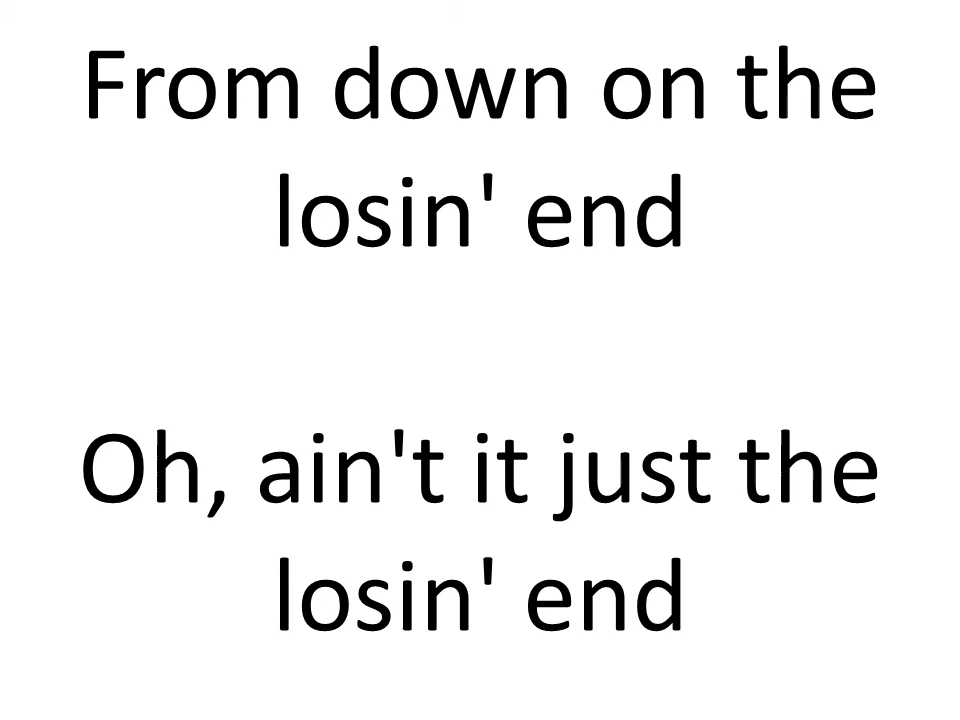 From down on the
losin' end
Oh, ain't it just the
losin' end